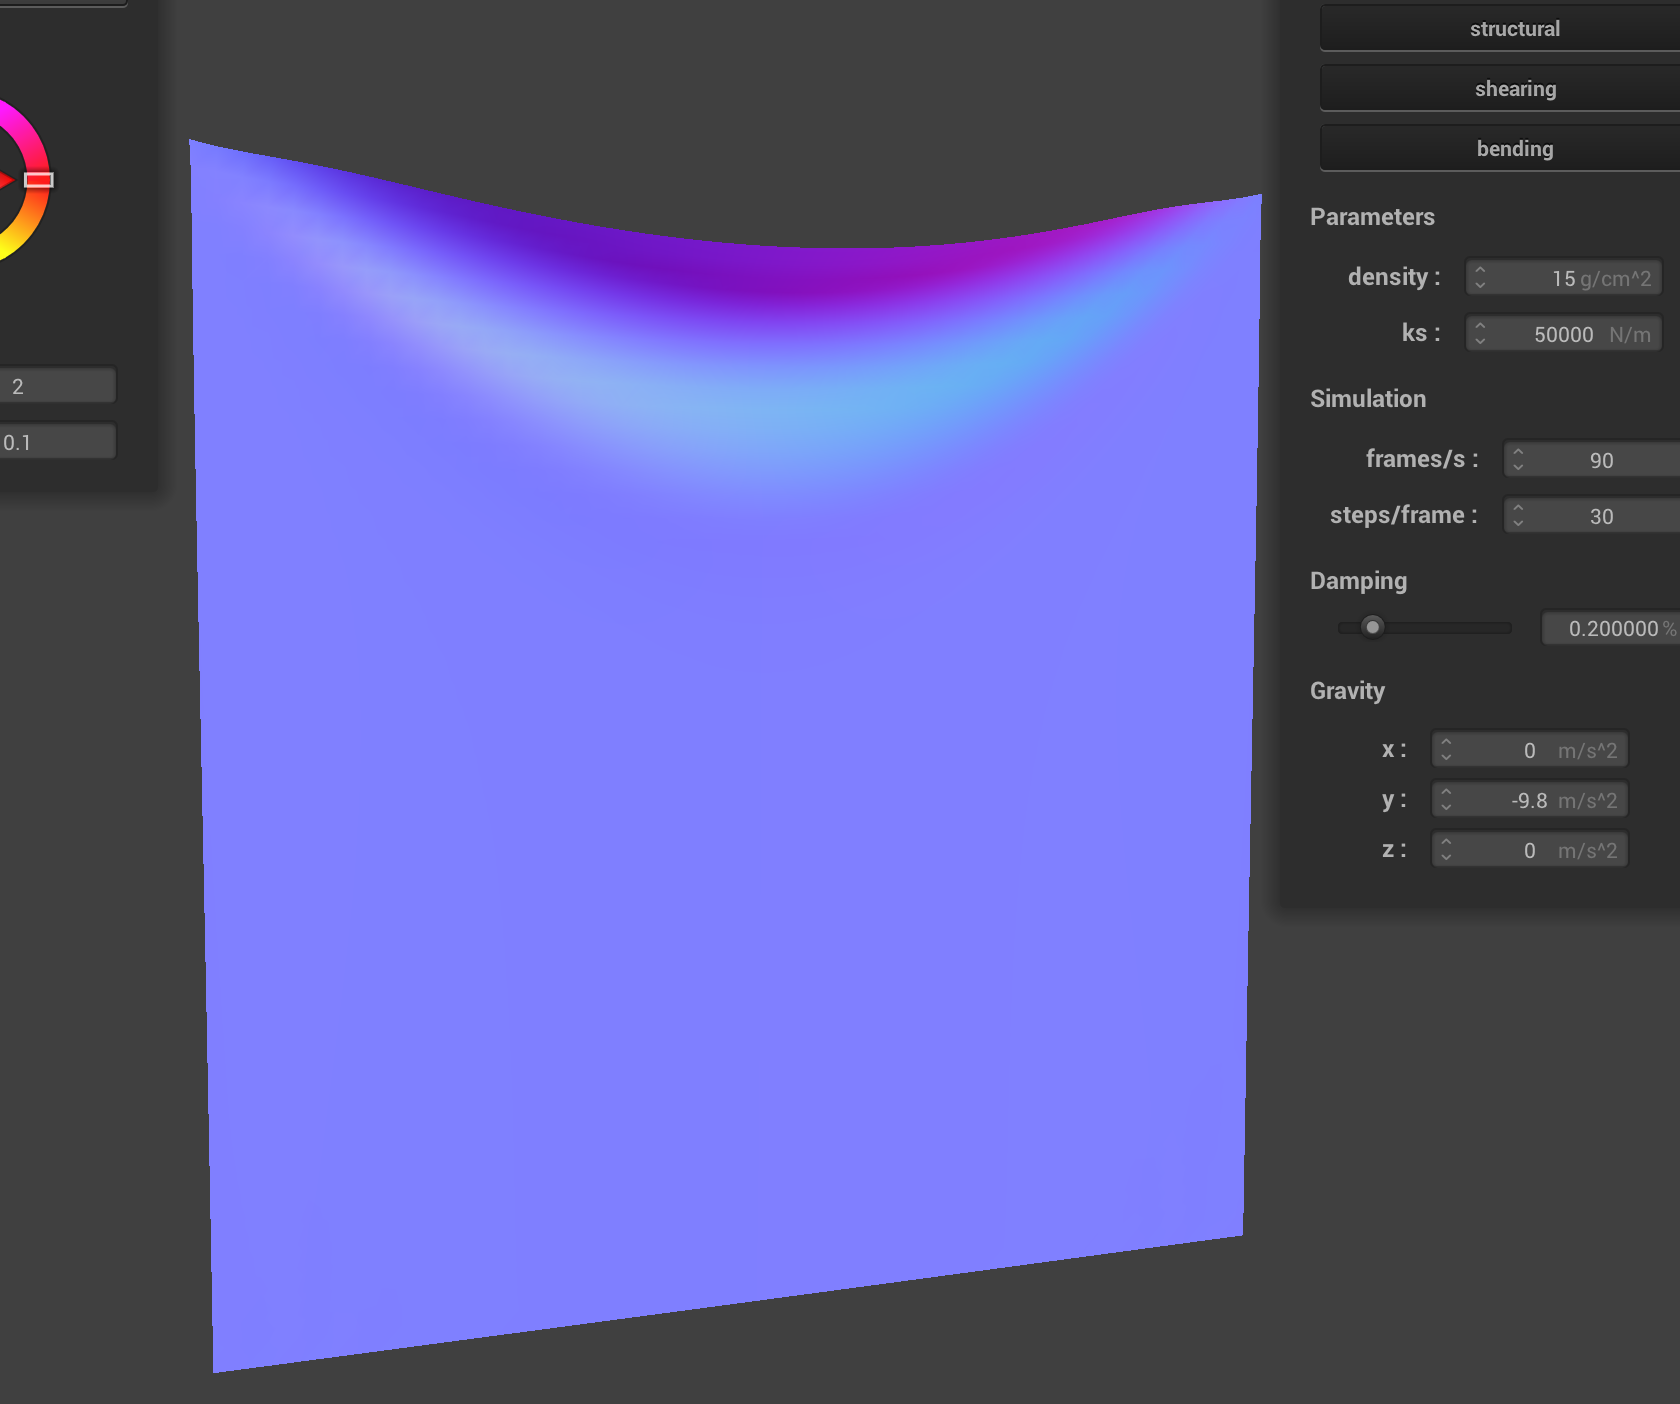 2
0.1
structural
shearing
bending
Parameters
density : 15 g/cm^2
ks : 50000 N/m
Simulation
frames/s : 90
steps/frame : 30
Damping
0.200000 %
Gravity
x : 0 m/s^2
y : -9.8 m/s^2
z : 0 m/s^2